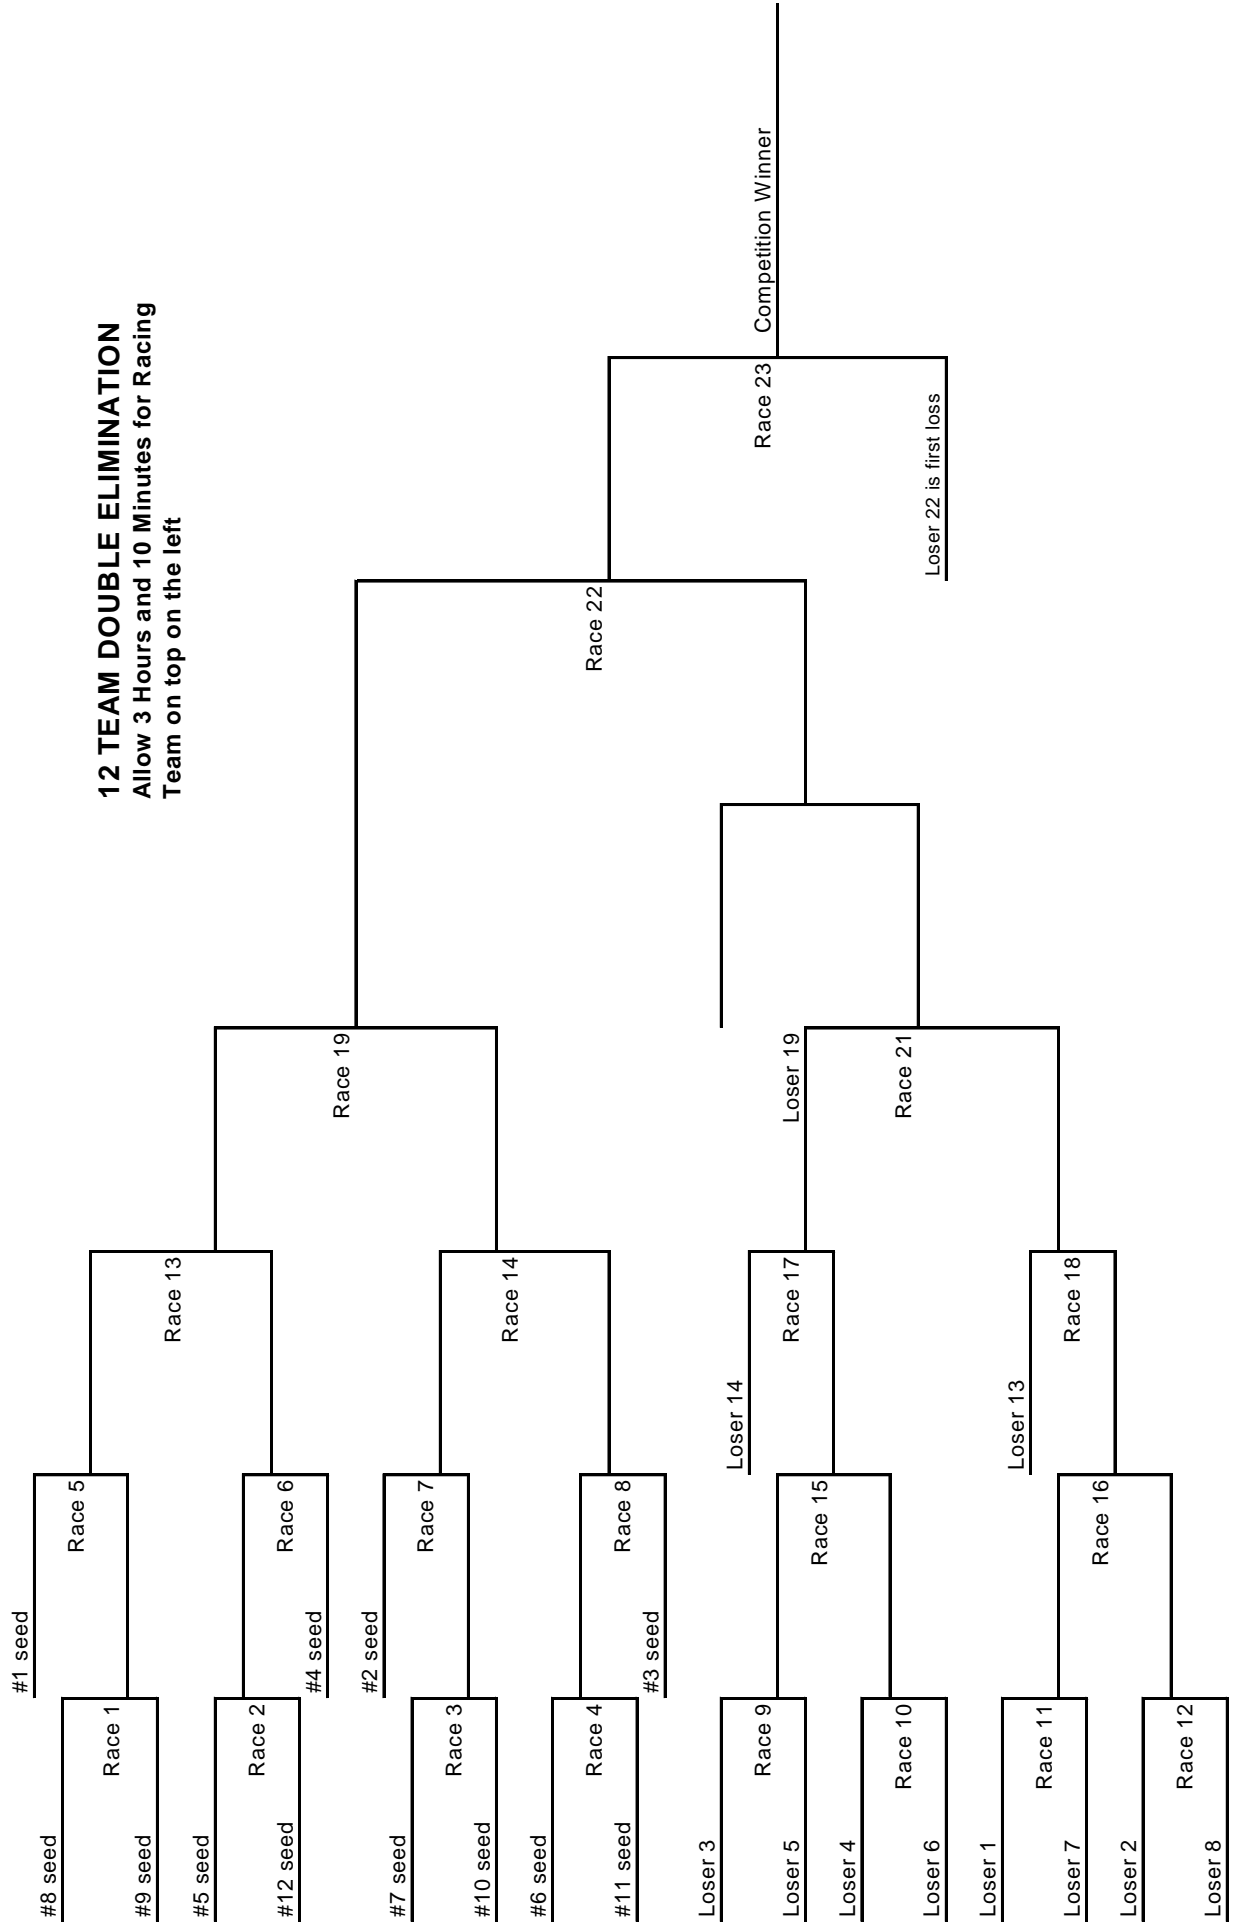 12 TEAM DOUBLE ELIMINATION
Allow 3 Hours and 10 Minutes for Racing
Team on top on the left
#1 seed
#8 seed
Race 5
Race 1
#9 seed
Race 13
#5 seed
Race 2
Race 6
#12 seed
#4 seed
Race 19
#2 seed
#7 seed
Race 7
Race 3
#10 seed
Race 14
#6 seed
Race 4
Race 8
#11 seed
#3 seed
Race 22
Loser 3
Loser 14
Race 9
Race 23
Competition Winner
Loser 5
Race 17
Loser 19
Race 15
Loser 4
Race 10
Race 21
Loser 6
Loser 22 is first loss
Loser 1
Loser 13
Race 11
Loser 7
Race 18
Race 16
Loser 2
Race 12
Loser 8